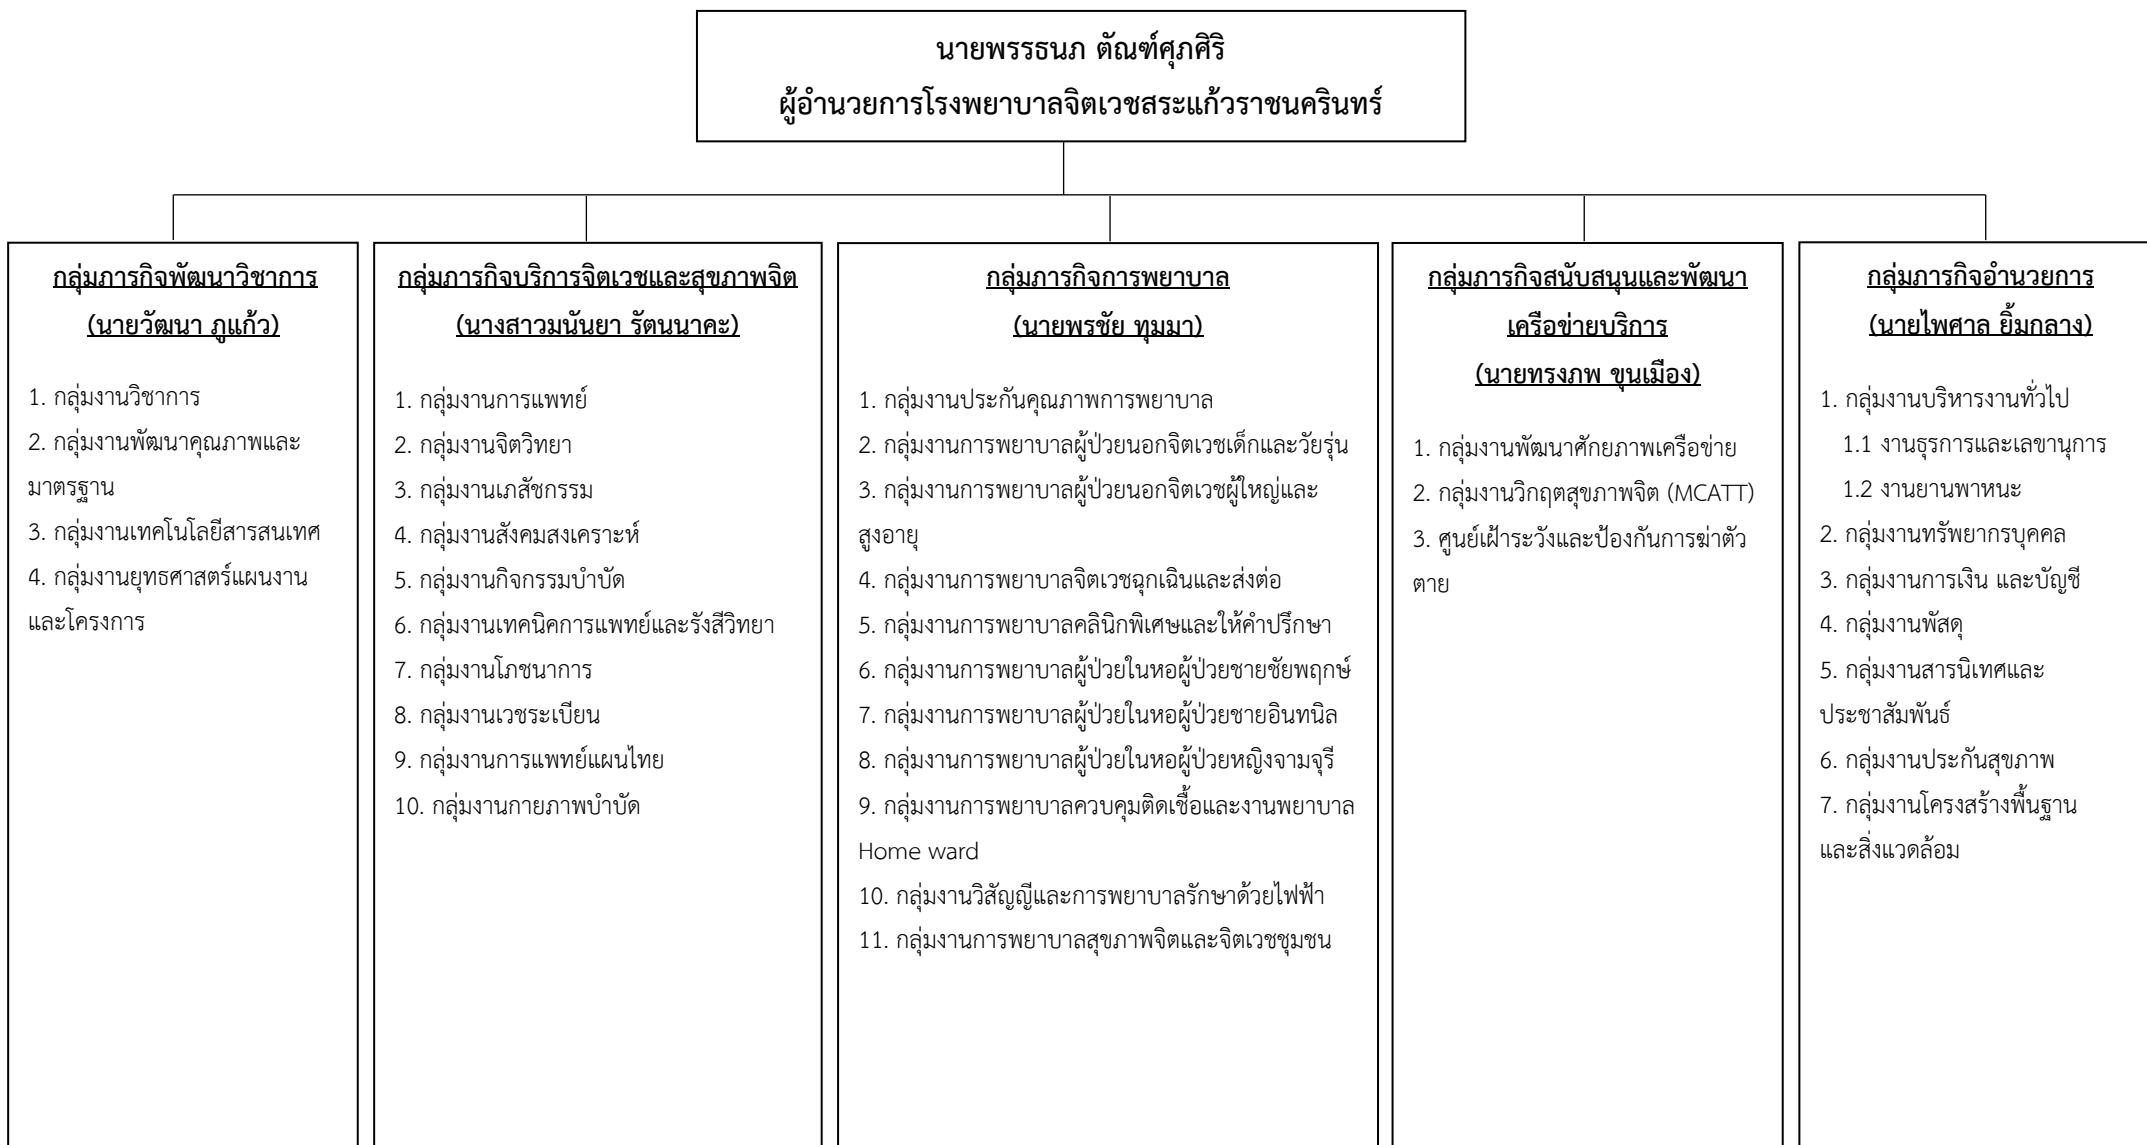 นายพรรธนภ ตัณฑ์ศุภศิริ
ผู้อำนวยการโรงพยาบาลจิตเวชสระแก้วราชนครินทร์
กลุ่มภารกิจพัฒนาวิชาการ
(นายวัฒนา ภูแก้ว)
1. กลุ่มงานวิชาการ
2. กลุ่มงานพัฒนาคุณภาพและ
มาตรฐาน
3. กลุ่มงานเทคโนโลยีสารสนเทศ
4. กลุ่มงานยุทธศาสตร์แผนงาน
และโครงการ
กลุ่มภารกิจบริการจิตเวชและสุขภาพจิต
(นางสาวมนันยา รัตนนาคะ)
1. กลุ่มงานการแพทย์
2. กลุ่มงานจิตวิทยา
3. กลุ่มงานเภสัชกรรม
4. กลุ่มงานสังคมสงเคราะห์
5. กลุ่มงานกิจกรรมบำบัด
6. กลุ่มงานเทคนิคการแพทย์และรังสีวิทยา
7. กลุ่มงานโภชนาการ
8. กลุ่มงานเวชระเบียน
9. กลุ่มงานการแพทย์แผนไทย
10. กลุ่มงานกายภาพบำบัด
กลุ่มภารกิจการพยาบาล
(นายพรชัย ทุมมา)
1. กลุ่มงานประกันคุณภาพการพยาบาล
2. กลุ่มงานการพยาบาลผู้ป่วยนอกจิตเวชเด็กและวัยรุ่น
3. กลุ่มงานการพยาบาลผู้ป่วยนอกจิตเวชผู้ใหญ่และ
สูงอายุ
4. กลุ่มงานการพยาบาลจิตเวชฉุกเฉินและส่งต่อ
5. กลุ่มงานการพยาบาลคลินิกพิเศษและให้คำปรึกษา
6. กลุ่มงานการพยาบาลผู้ป่วยในหอผู้ป่วยชายชัยพฤกษ์
7. กลุ่มงานการพยาบาลผู้ป่วยในหอผู้ป่วยชายอินทนิล
8. กลุ่มงานการพยาบาลผู้ป่วยในหอผู้ป่วยหญิงจามจุรี
9. กลุ่มงานการพยาบาลควบคุมติดเชื้อและงานพยาบาล
Home ward
10. กลุ่มงานวิสัญญีและการพยาบาลรักษาด้วยไฟฟ้า
11. กลุ่มงานการพยาบาลสุขภาพจิตและจิตเวชชุมชน
กลุ่มภารกิจสนับสนุนและพัฒนา
เครือข่ายบริการ
(นายทรงภพ ขุนเมือง)
1. กลุ่มงานพัฒนาศักยภาพเครือข่าย
2. กลุ่มงานวิกฤตสุขภาพจิต (MCATT)
3. ศูนย์เฝ้าระวังและป้องกันการฆ่าตัว
ตาย
กลุ่มภารกิจอำนวยการ
(นายไพศาล ยิ้มกลาง)
1. กลุ่มงานบริหารงานทั่วไป
1.1 งานธุรการและเลขานุการ
1.2 งานยานพาหนะ
2. กลุ่มงานทรัพยากรบุคคล
3. กลุ่มงานการเงิน และบัญชี
4. กลุ่มงานพัสดุ
5. กลุ่มงานสารนิเทศและ
ประชาสัมพันธ์
6. กลุ่มงานประกันสุขภาพ
7. กลุ่มงานโครงสร้างพื้นฐาน
และสิ่งแวดล้อม